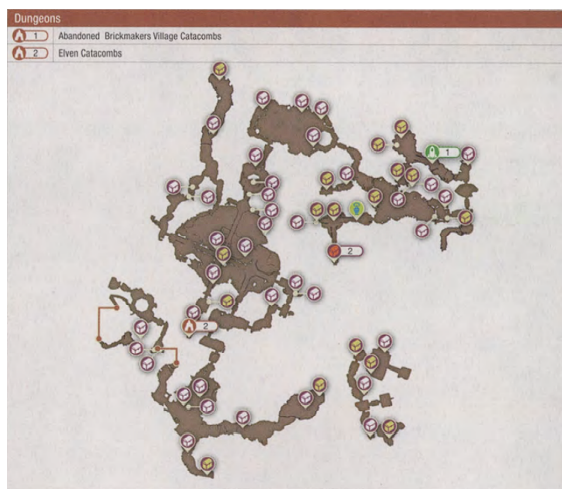 Dungeons
1 Abandoned Brickmakers Village Catacombs
2 Elven Catacombs
1
2
2